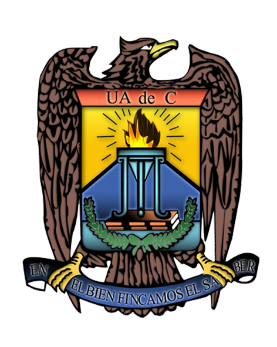 UA de C
EN EL BIEN FINCAMOS EL SABER